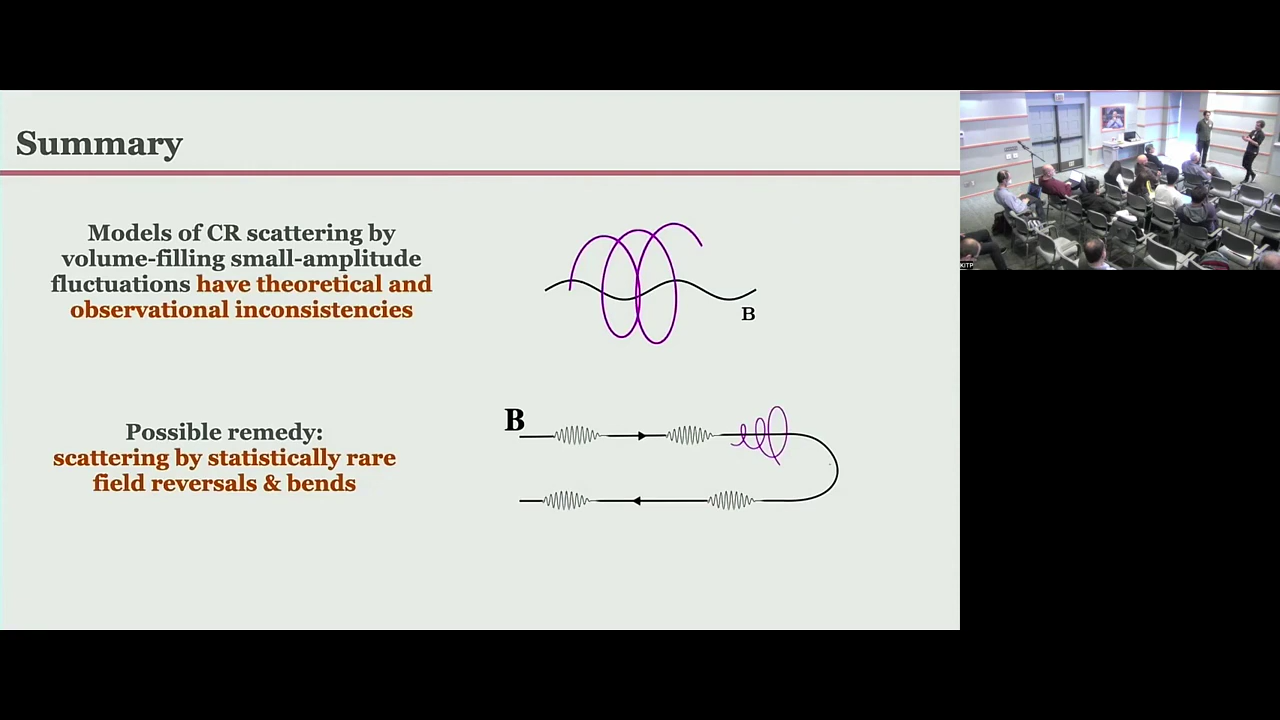 Summary
Models of CR scattering by
volume-filling small-amplitude
fluctuations have theoretical and
observational inconsistencies
B
B
Possible remedy:
scattering by statistically rare
field reversals & bends
KITP